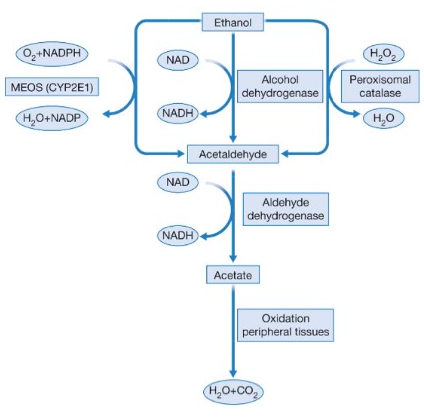 Ethanol
O₂+NADPH
NAD
H₂O₂
MEOS (CYP2E1)
Alcohol
dehydrogenase
Peroxisomal
catalase
H₂O+NADP
NADH
H₂O
Acetaldehyde
NAD
Aldehyde
dehydrogenase
NADH
Acetate
Oxidation
peripheral tissues
H₂O+CO₂